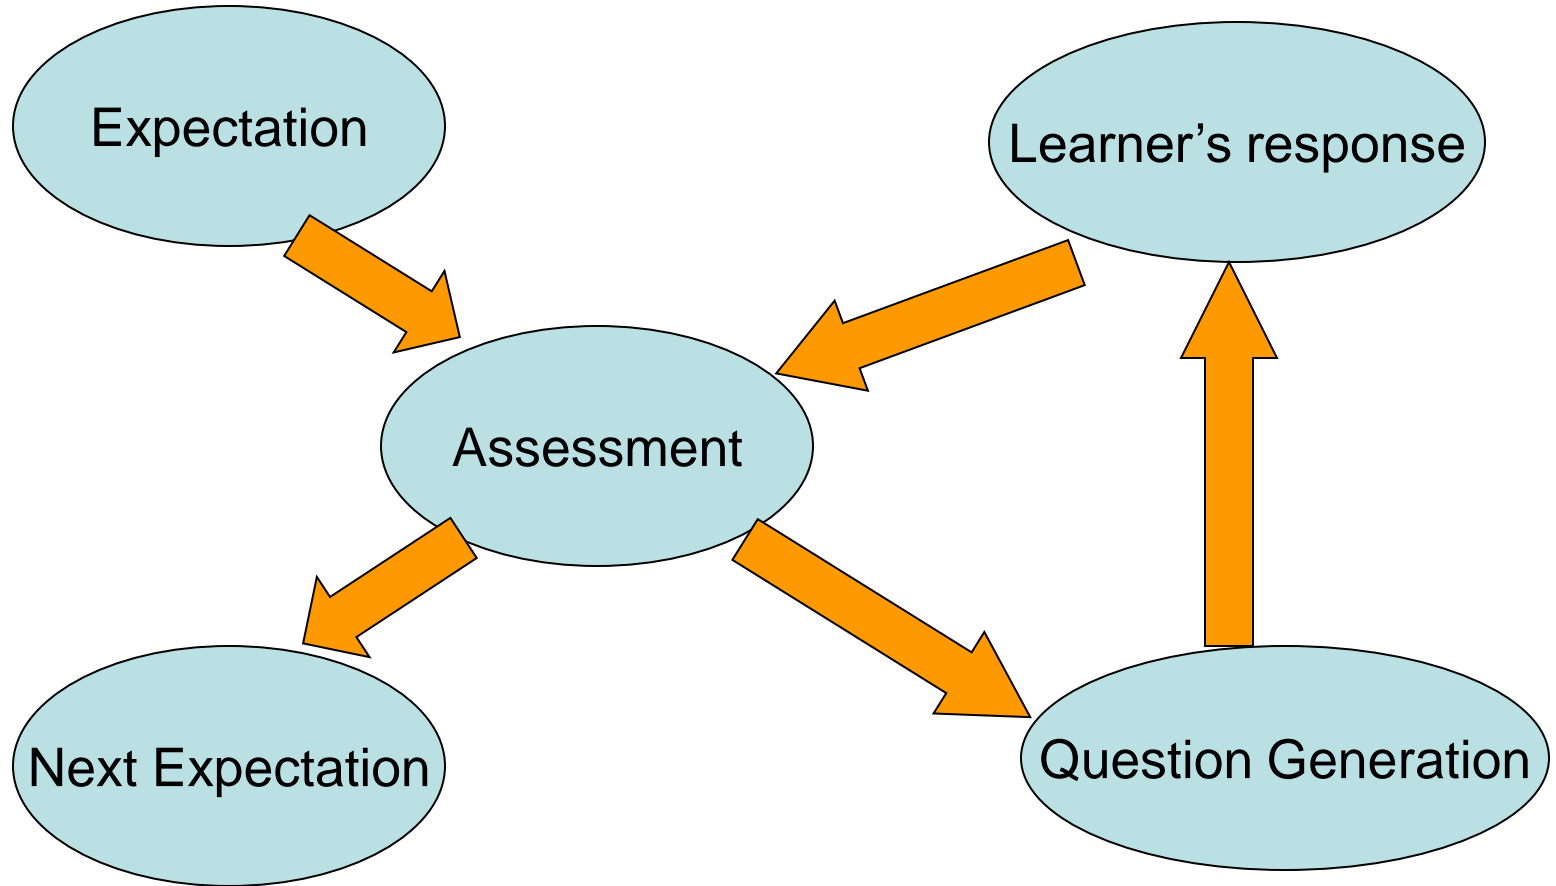 Expectation
Learner’s response
Assessment
Next Expectation
Question Generation